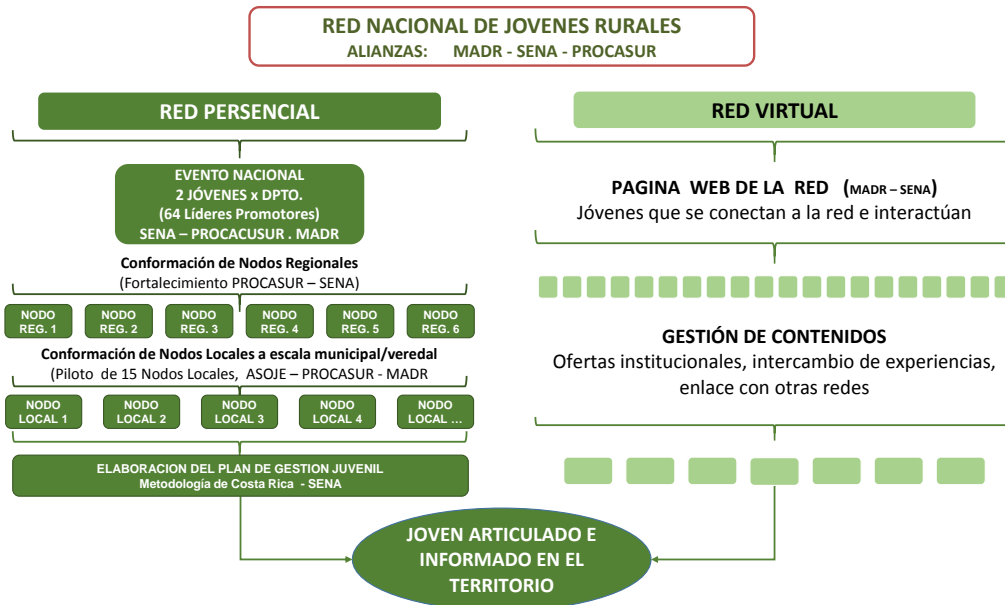 RED NACIONAL DE JOVENES RURALES
ALIANZAS: MADR - SENA - PROCASUR
RED PERSENCIAL
EVENTO NACIONAL
2 JÓVENES x DPTO.
(64 Líderes Promotores)
SENA – PROCACUSUR . MADR
Conformación de Nodos Regionales
(Fortalecimiento PROCASUR – SENA)
NODO REG. 1
NODO REG. 2
NODO REG. 3
NODO REG. 4
NODO REG. 5
NODO REG. 6
Conformación de Nodos Locales a escala municipal/veredal
(Piloto de 15 Nodos Locales, ASOJE – PROCASUR - MADR
NODO LOCAL 1
NODO LOCAL 2
NODO LOCAL 3
NODO LOCAL 4
NODO LOCAL ...
ELABORACION DEL PLAN DE GESTION JUVENIL
Metodología de Costa Rica - SENA
RED VIRTUAL
PAGINA WEB DE LA RED (MADR – SENA)
Jóvenes que se conectan a la red e interactúan
GESTIÓN DE CONTENIDOS
Ofertas institucionales, intercambio de experiencias,
enlace con otras redes
JOVEN ARTICULADO E
INFORMADO EN EL
TERRITORIO